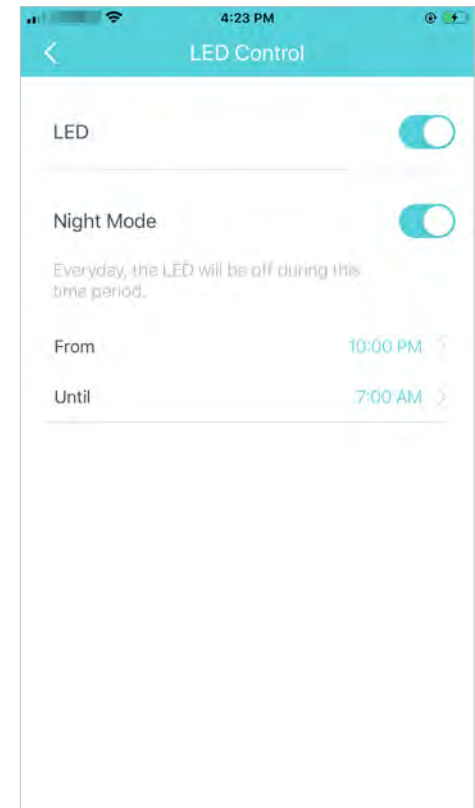 4:23 PM
LED Control
LED
Night Mode
Everyday, the LED will be off during this
time period.
From 10:00 PM
Until 7:00 AM